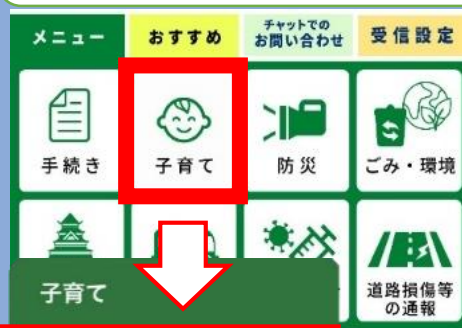 メニュー
おすすめ
チャットでの
お問い合わせ
受信設定
手続き
子育て
防災
ごみ・環境
子育て
道路損傷等
の通報